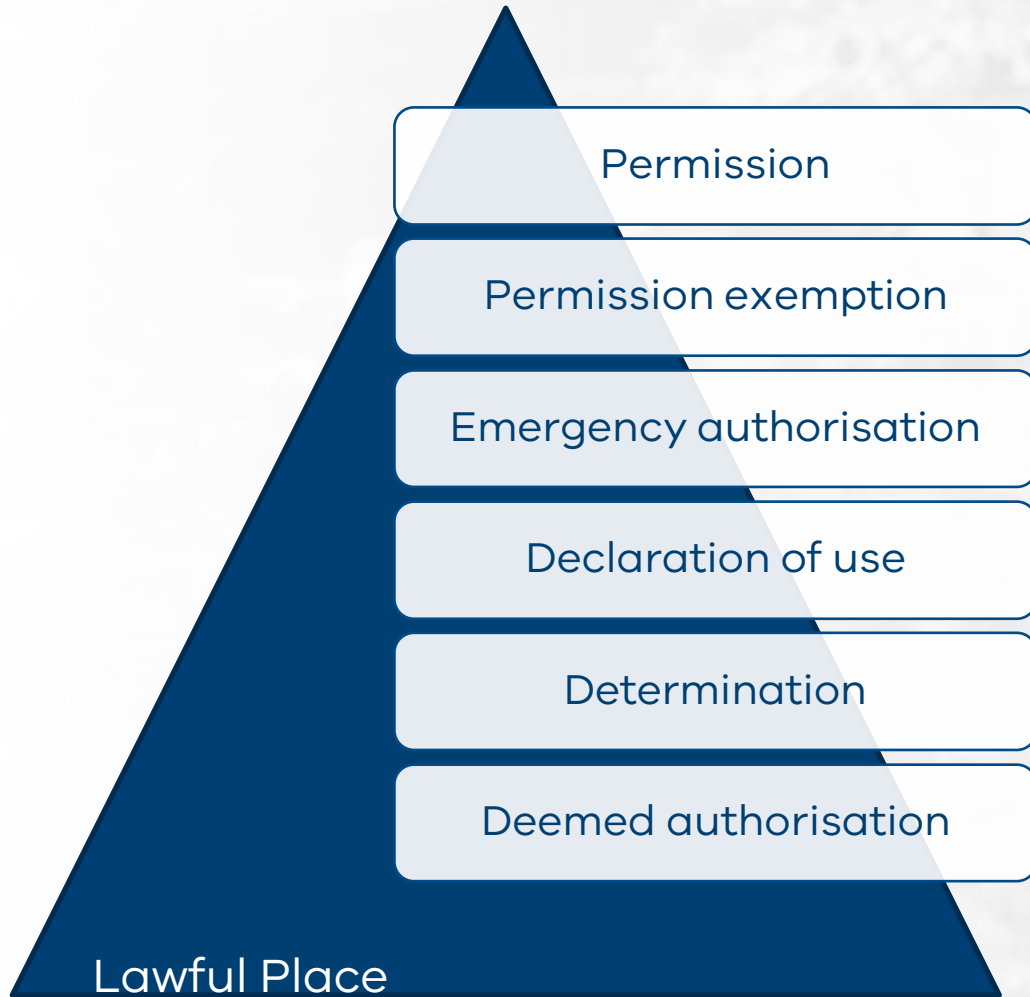 Permission
Permission exemption
Emergency authorisation
Declaration of use
Determination
Deemed authorisation
Lawful Place